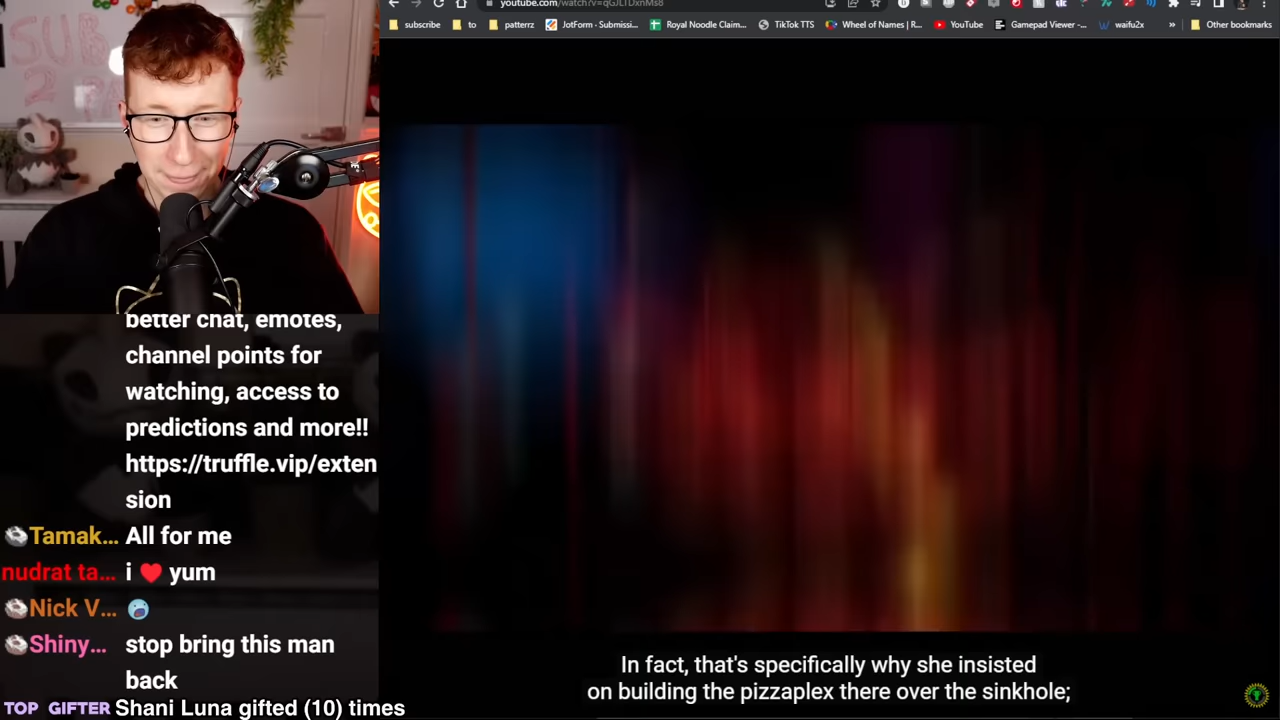 youtube.com/watch?v=qGJLTDxnMs8
subscribe
to
patterrz
JotForm - Submissi...
Royal Noodle Claim...
TikTok TTS
Wheel of Names | R...
YouTube
Gamepad Viewer -...
waifu2x
»
Other bookmarks
SUB
2
better chat, emotes,
channel points for
watching, access to
predictions and more!!
https://truffle.vip/exten
sion
Tamak... All for me
nudrat ta... i ❤ yum
Nick V...
Shiny... stop bring this man
back
TOP GIFTER Shani Luna gifted (10) times
In fact, that's specifically why she insisted
on building the pizzaplex there over the sinkhole;